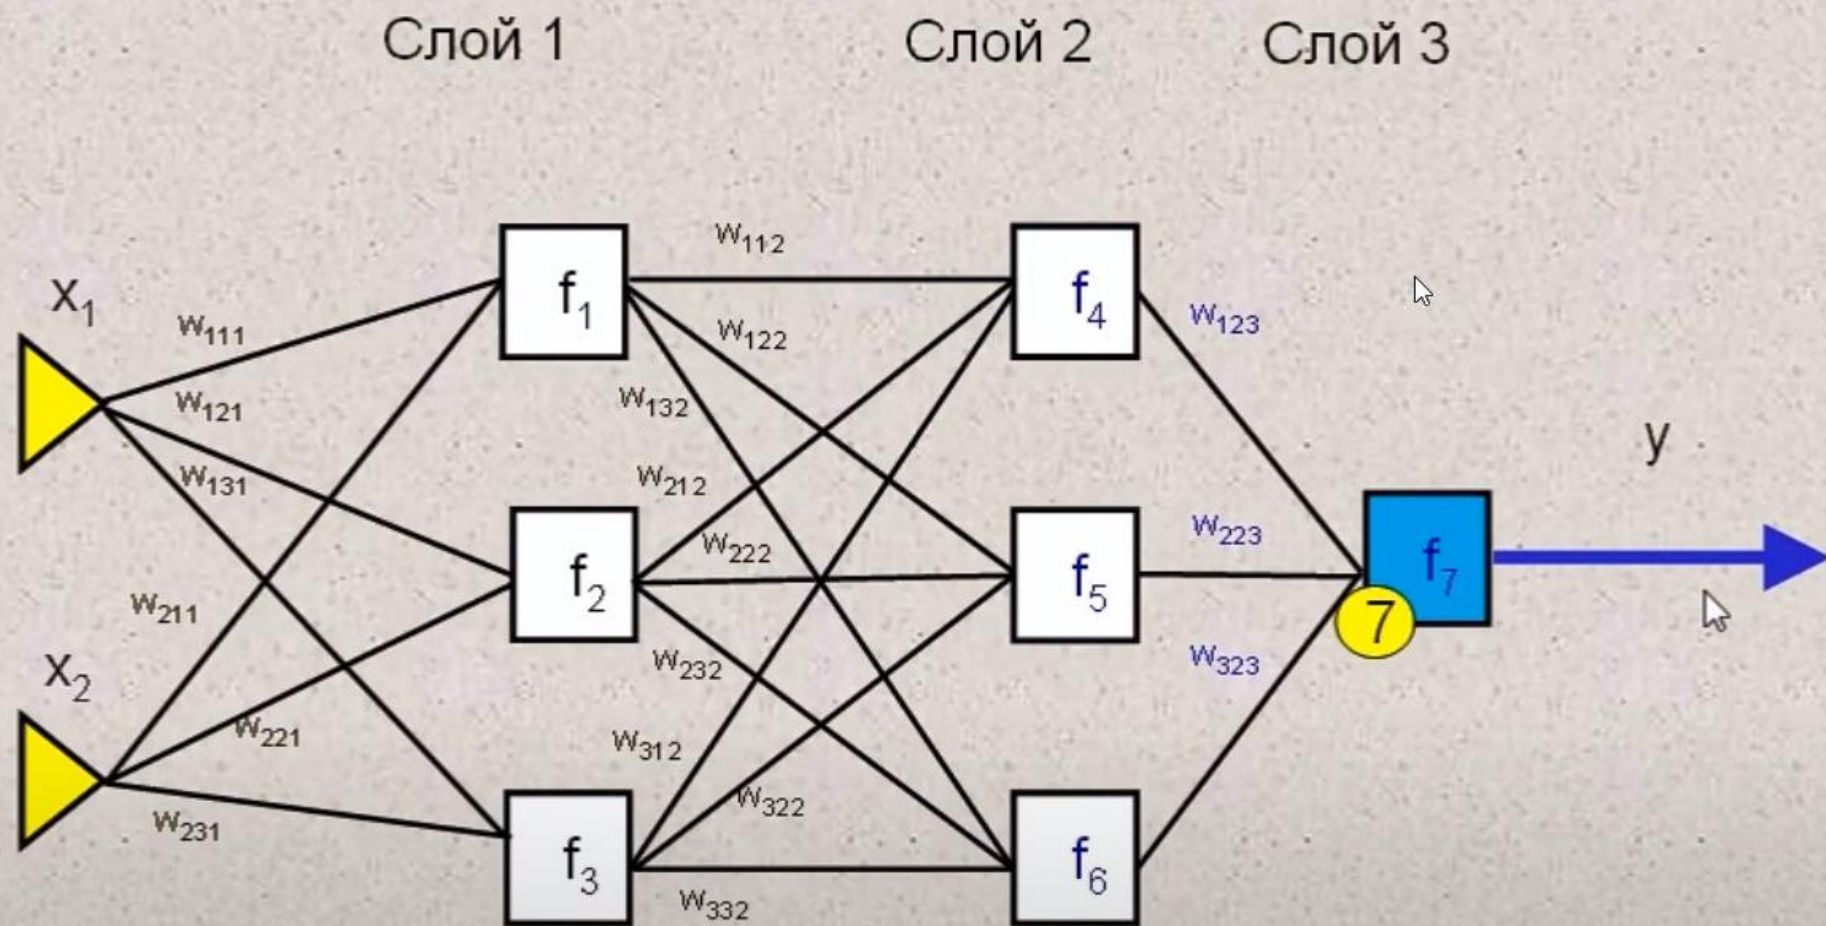 Слой 1 Слой 2 Слой 3
w₁₁₂
f₁ f₄
x₁
w₁₁₁
w₁₂₂
w₁₂₃
w₁₂₁
w₁₃₂
y
w₁₃₁
w₂₁₂
w₂₂₂
w₂₂₃
f₂ f₅ f₇
w₂₁₁
7
x₂
w₂₃₂
w₃₂₃
w₂₂₁
w₃₁₂
w₃₂₂
w₂₃₁
f₃ f₆
w₃₃₂